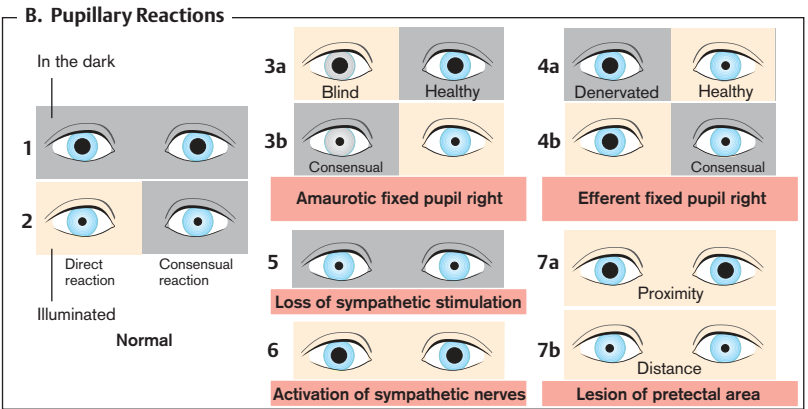 B. Pupillary Reactions
In the dark
1
2
Direct
reaction
Consensual
reaction
Illuminated
Normal
3a
Blind
Healthy
3b
Consensual
Amaurotic fixed pupil right
4a
Denervated
Healthy
4b
Consensual
Efferent fixed pupil right
5
Loss of sympathetic stimulation
6
Activation of sympathetic nerves
7a
Proximity
7b
Distance
Lesion of pretectal area